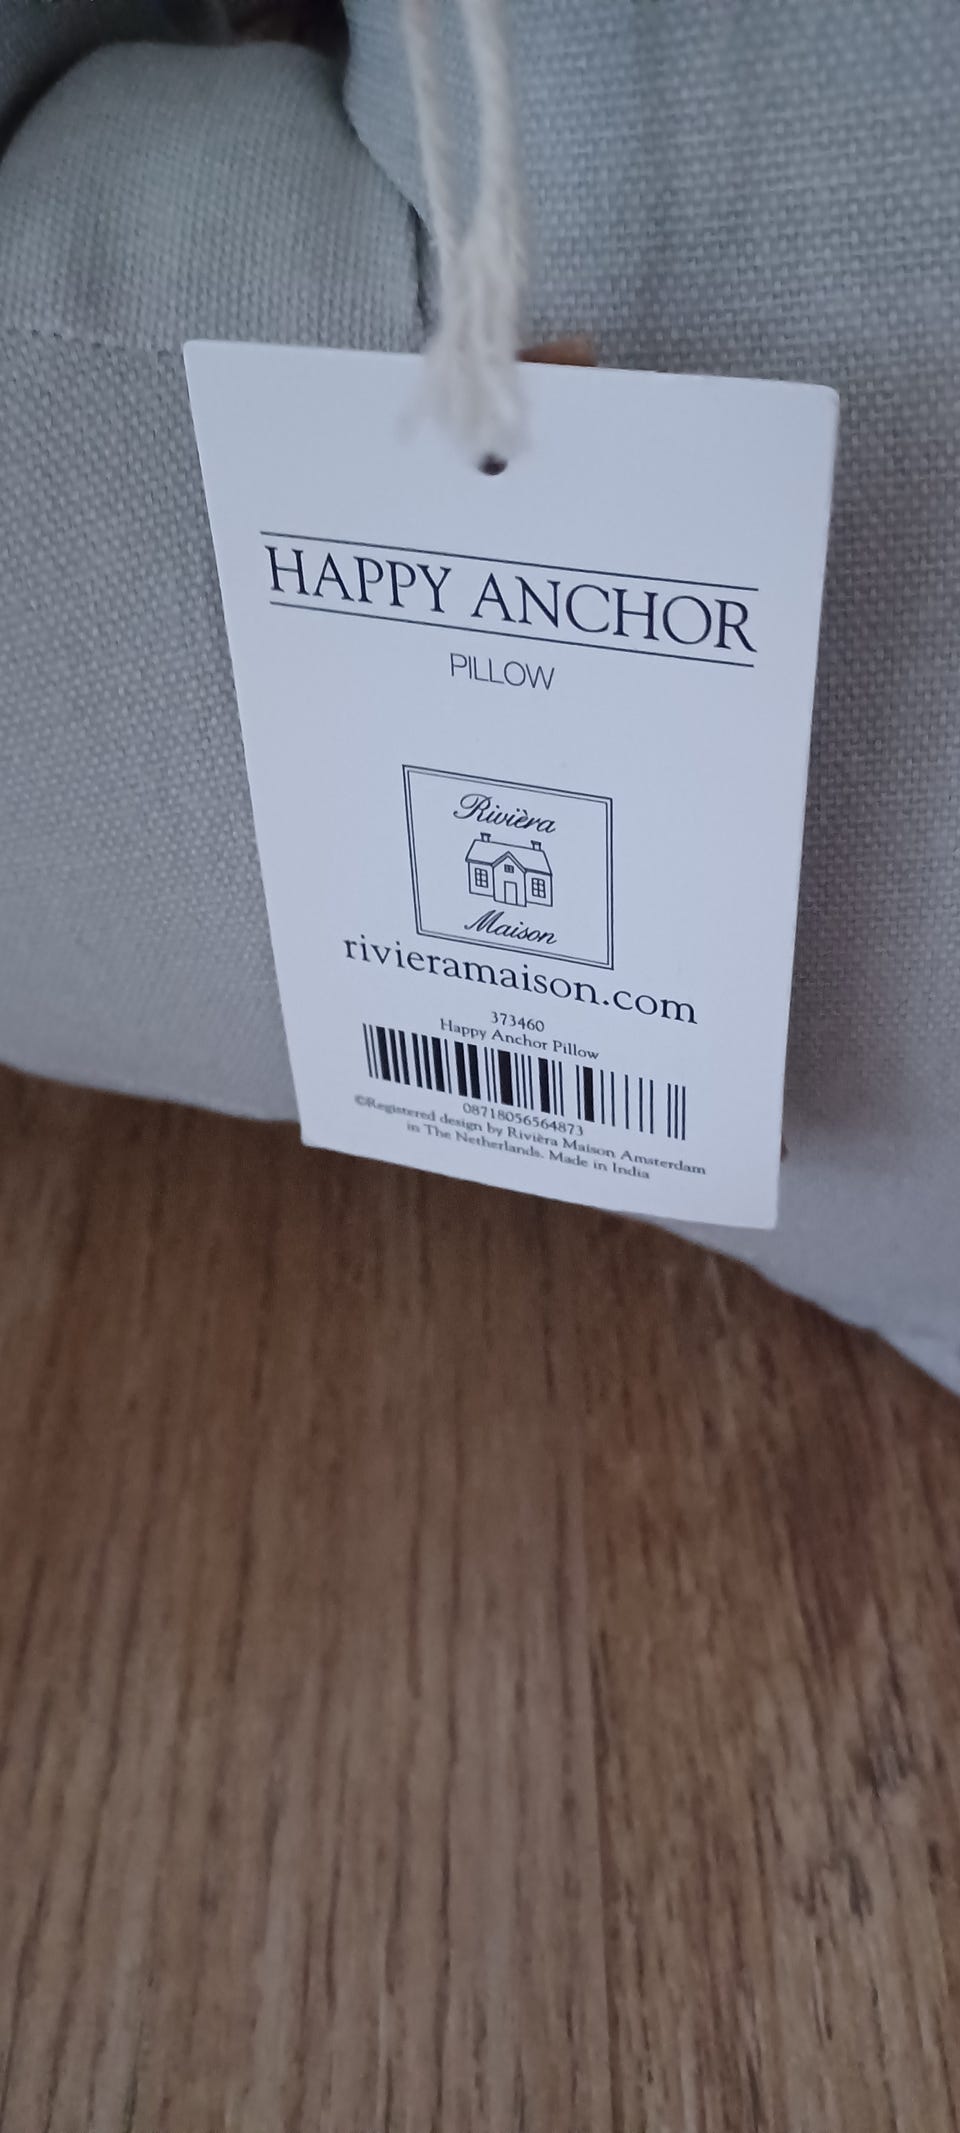 HAPPY ANCHOR
PILLOW
Rivièra
Maison
rivieramaison.com
373460
Happy Anchor Pillow
08718056564873
©Registered design by Rivièra Maison Amsterdam
in The Netherlands. Made in India